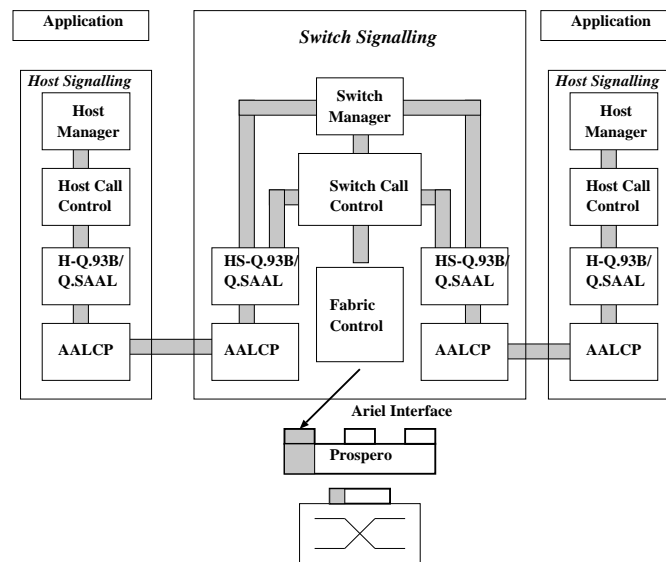 Application
Switch Signalling
Application
Host Signalling
Host
Manager
Host Call
Control
H-Q.93B/
Q.SAAL
AALCP
Switch
Manager
Switch Call
Control
HS-Q.93B/
Q.SAAL
AALCP
Fabric
Control
HS-Q.93B/
Q.SAAL
AALCP
Host Signalling
Host
Manager
Host Call
Control
H-Q.93B/
Q.SAAL
AALCP
Ariel Interface
Prospero